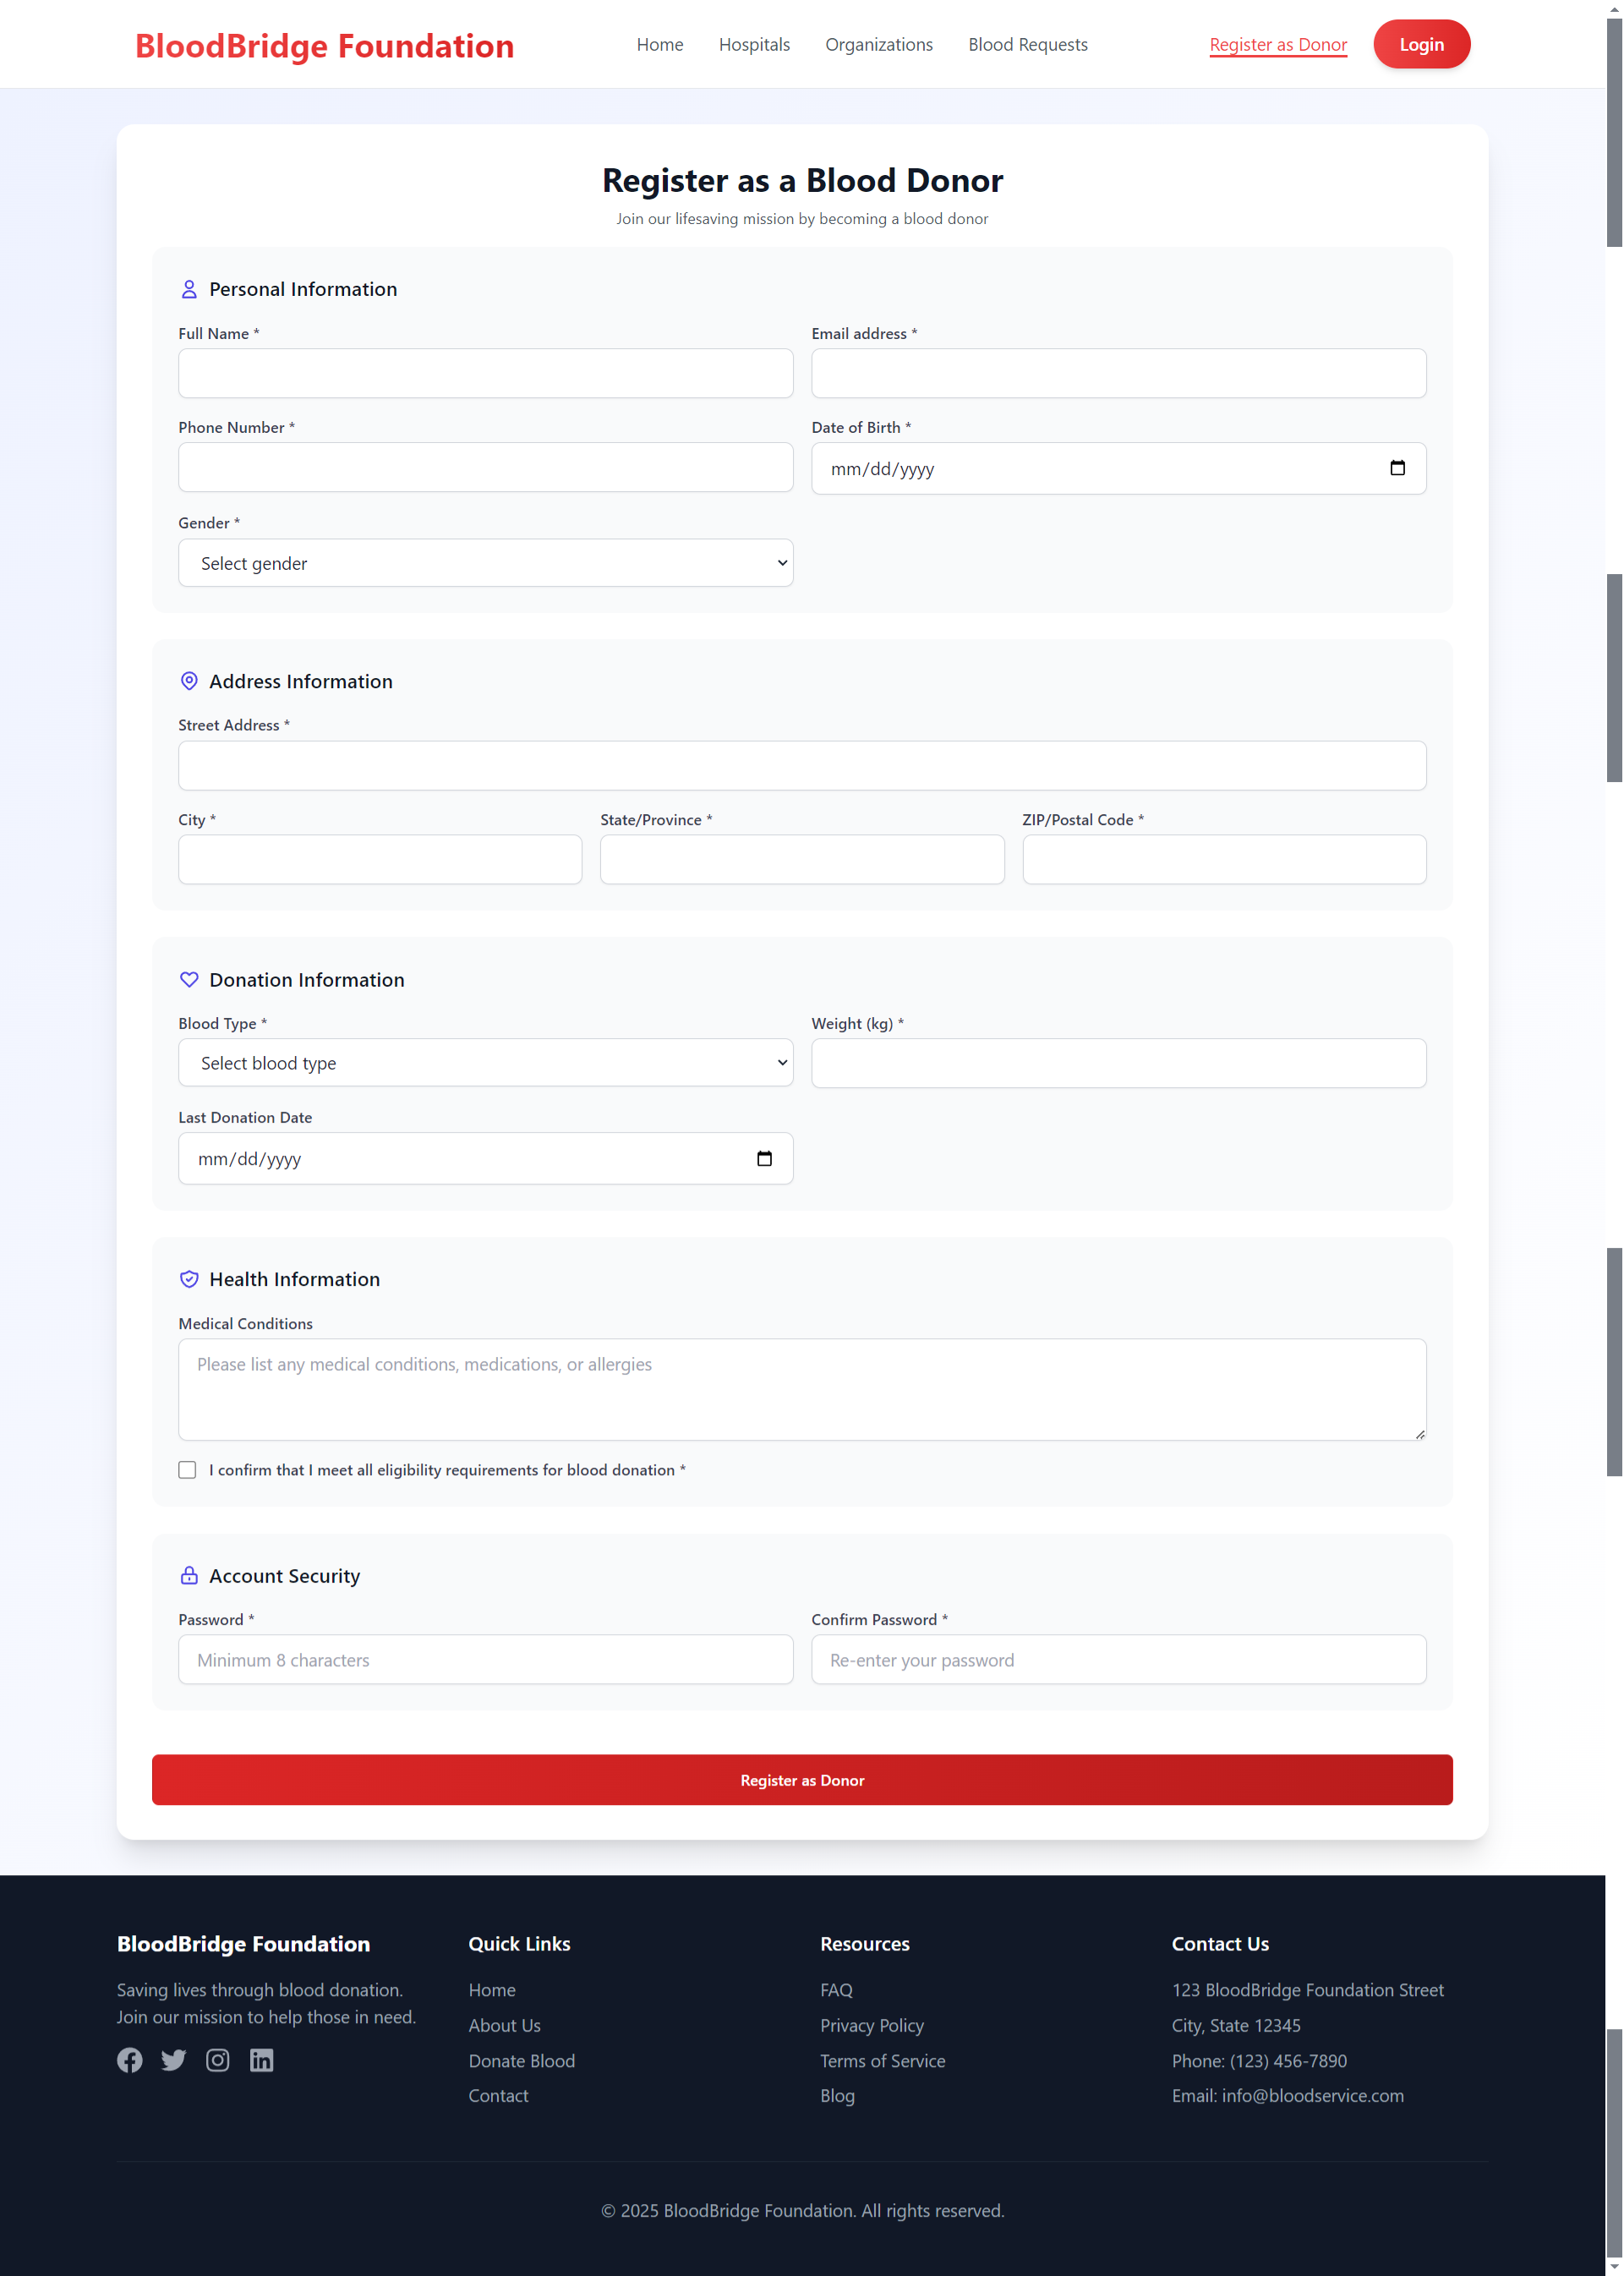 BloodBridge Foundation
Home
Hospitals
Organizations
Blood Requests
Register as Donor
Login
Register as a Blood Donor
Join our lifesaving mission by becoming a blood donor
Personal Information
Full Name *
Email address *
Phone Number *
Date of Birth *
mm/dd/yyyy
Gender *
Select gender
Address Information
Street Address *
City *
State/Province *
ZIP/Postal Code *
Donation Information
Blood Type *
Weight (kg) *
Select blood type
Last Donation Date
mm/dd/yyyy
Health Information
Medical Conditions
Please list any medical conditions, medications, or allergies
I confirm that I meet all eligibility requirements for blood donation *
Account Security
Password *
Confirm Password *
Minimum 8 characters
Re-enter your password
Register as Donor
BloodBridge Foundation
Saving lives through blood donation.
Join our mission to help those in need.
Quick Links
Home
About Us
Donate Blood
Contact
Resources
FAQ
Privacy Policy
Terms of Service
Blog
Contact Us
123 BloodBridge Foundation Street
City, State 12345
Phone: (123) 456-7890
Email: info@bloodservice.com
© 2025 BloodBridge Foundation. All rights reserved.